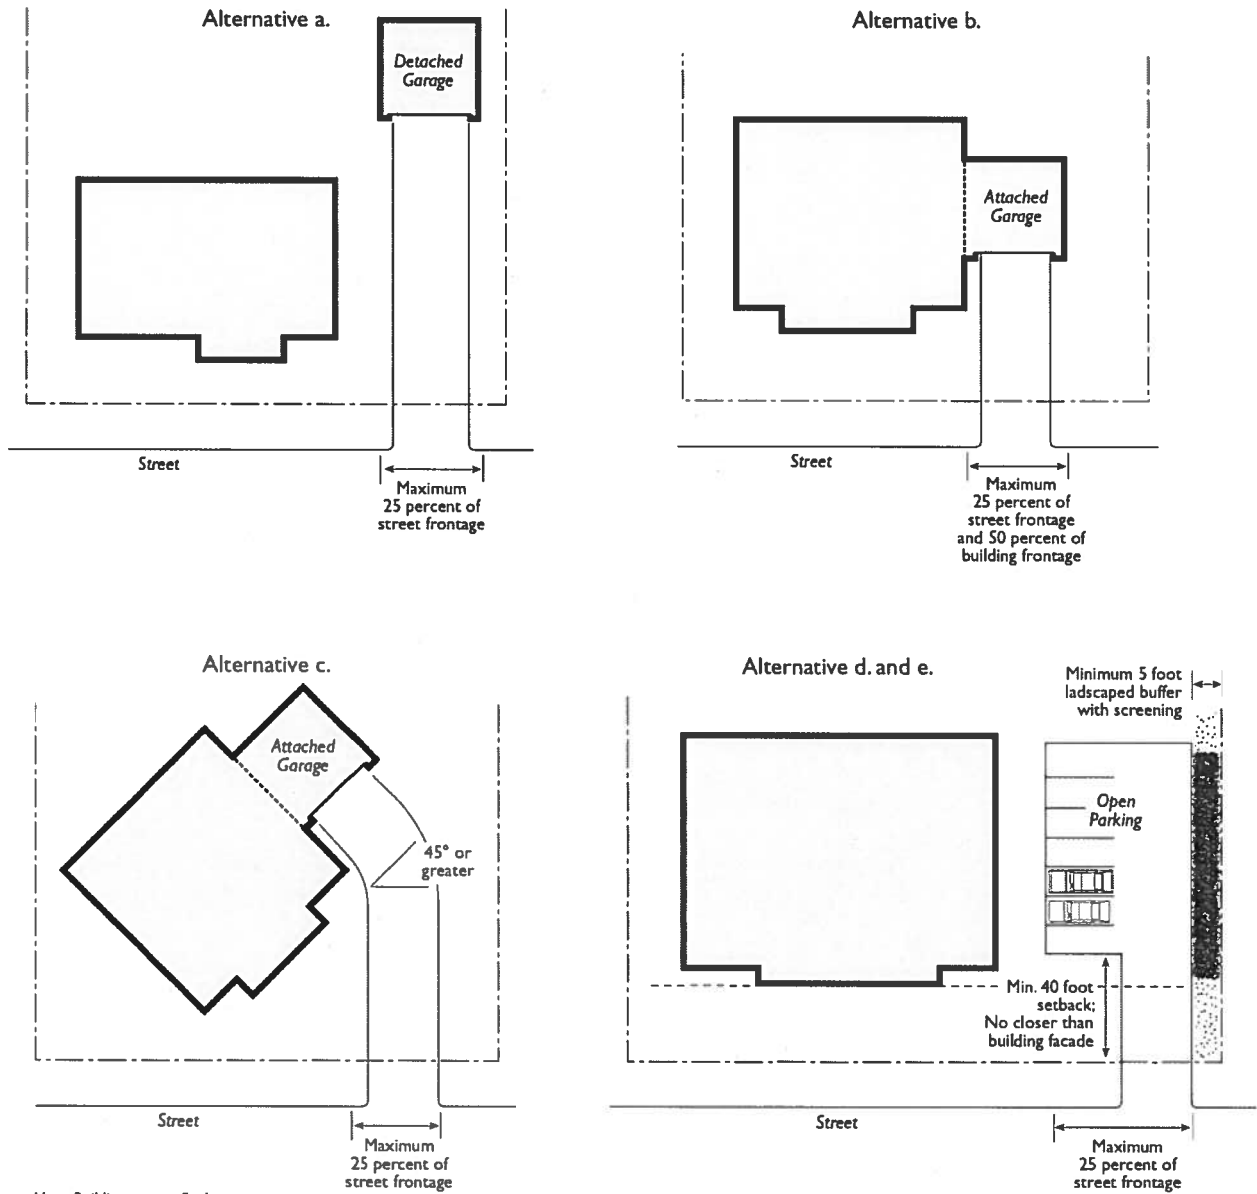 Alternative a.
Detached
Garage
Street
Maximum
25 percent of
street frontage
Alternative b.
Attached
Garage
Street
Maximum
25 percent of
street frontage
and 50 percent of
building frontage
Alternative c.
Attached
Garage
45° or
greater
Street
Maximum
25 percent of
street frontage
Alternative d. and e.
Minimum 5 foot
ladscaped buffer
with screening
Open
Parking
Min. 40 foot
setback;
No closer than
building facade
Street
Maximum
25 percent of
street frontage